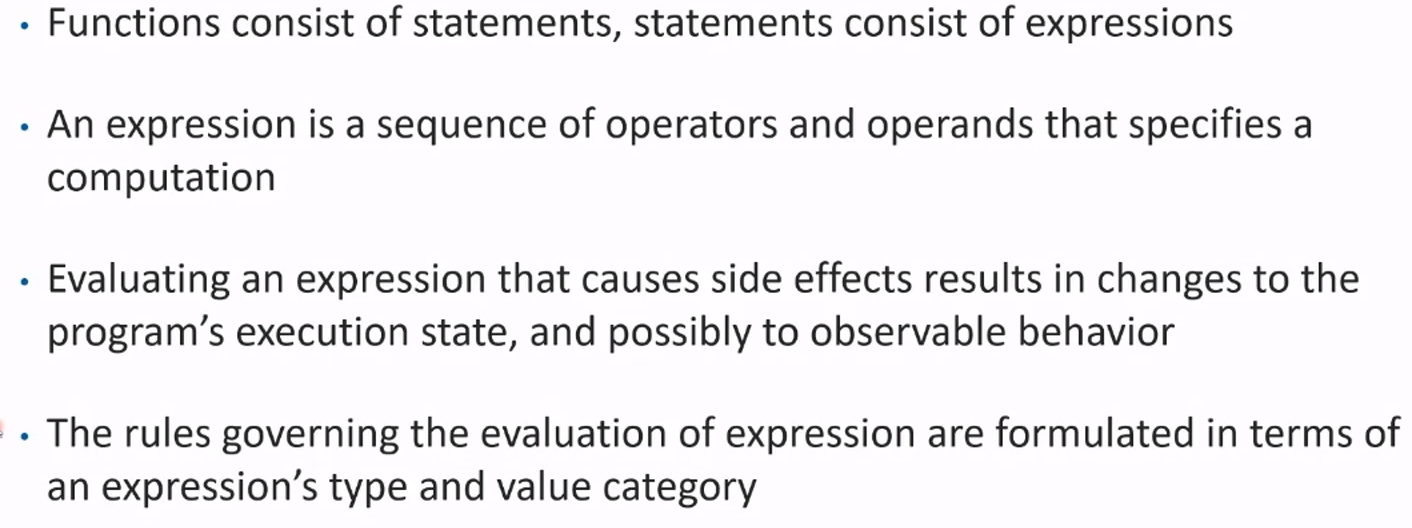 • Functions consist of statements, statements consist of expressions
• An expression is a sequence of operators and operands that specifies a
computation
• Evaluating an expression that causes side effects results in changes to the
program’s execution state, and possibly to observable behavior
• The rules governing the evaluation of expression are formulated in terms of
an expression’s type and value category